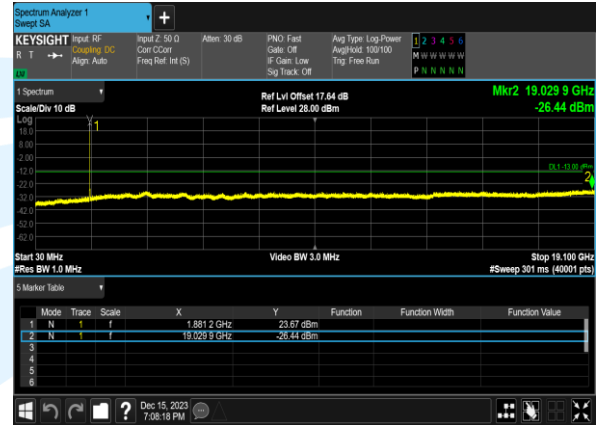 Spectrum Analyzer 1
Swept SA
+
KEYSIGHT Input: RF Input Z: 50 Ω Atten: 30 dB PNO: Fast Avg Type: Log-Power 1 2 3 4 5 6
R T Coupling: DC Corr CCorr Gate: Off Avg|Hold: 100/100 M W W W W W
Align: Auto Freq Ref: Int (S) IF Gain: Low Trig: Free Run
Sig Track: Off P N N N N N
1 Spectrum
Scale/Div 10 dB
Ref Lvl Offset 17.64 dB
Ref Level 28.00 dBm
Mkr2 19.029 9 GHz
-26.44 dBm
Log
18.0
8.00
-2.00
-12.0
-22.0
-32.0
-42.0
-52.0
-62.0
1
DL1 -13.00 dBm
2
Start 30 MHz Video BW 3.0 MHz Stop 19.100 GHz
#Res BW 1.0 MHz #Sweep 301 ms (40001 pts)
5 Marker Table
Mode Trace Scale X Y Function Function Width Function Value
1 N 1 f 1.881 2 GHz 23.67 dBm
2 N 1 f 19.029 9 GHz -26.44 dBm
3
4
5
6
?
Dec 15, 2023
7:08:18 PM